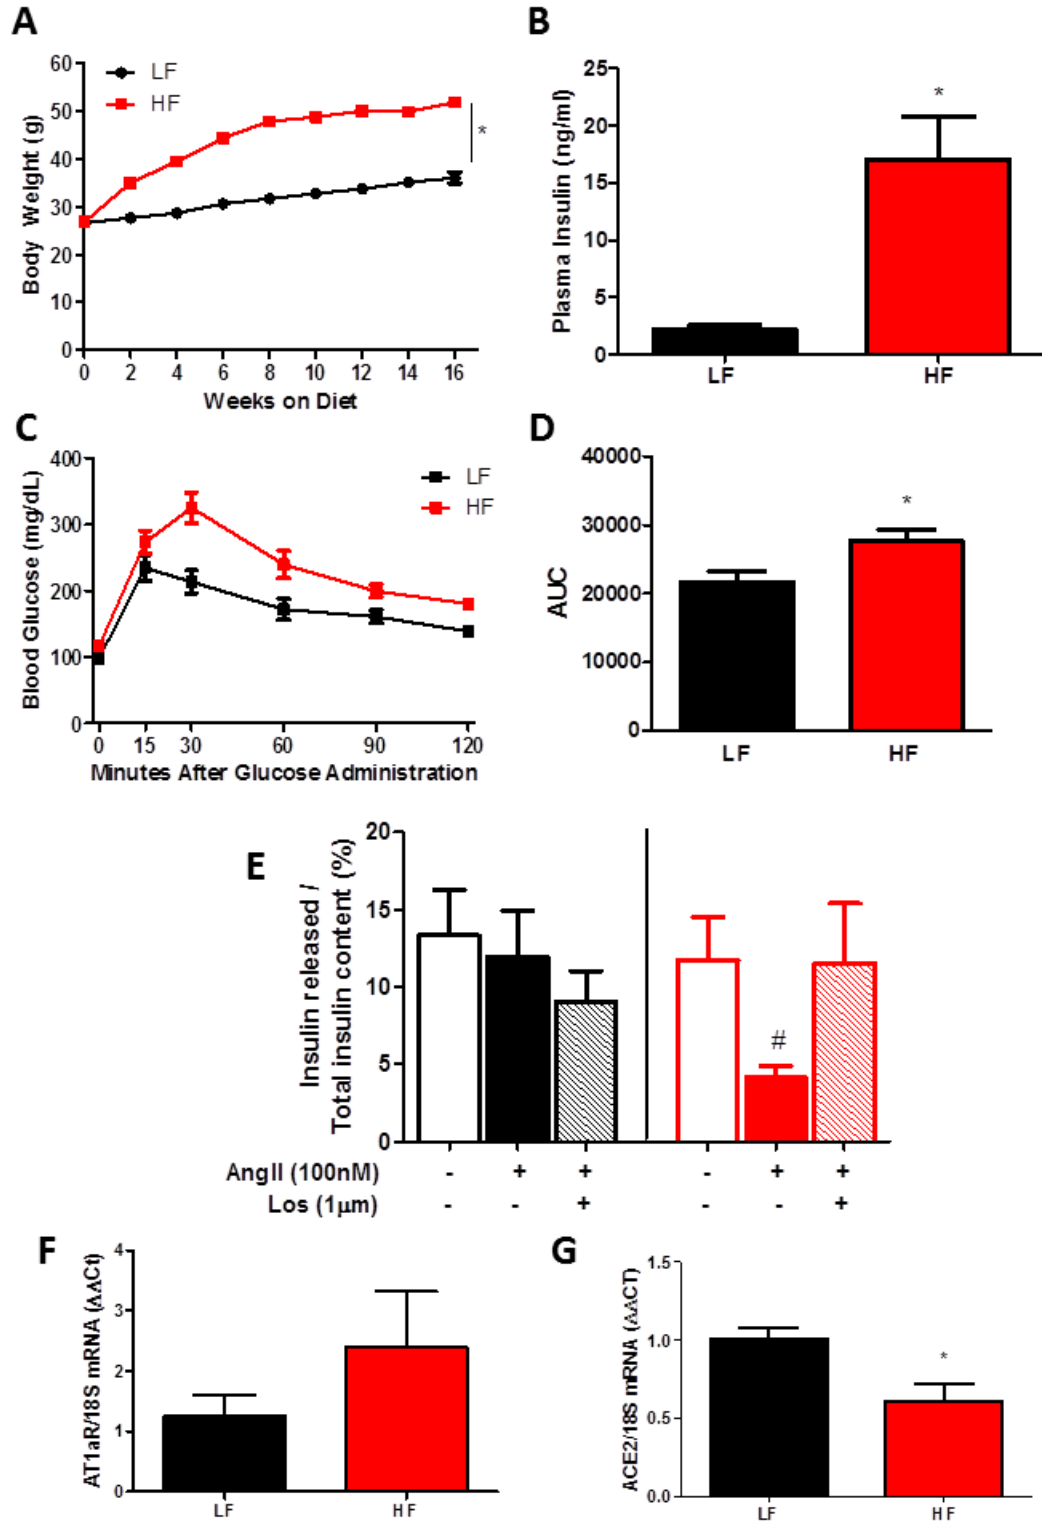 A
Body Weight (g)
60
50
40
30
20
10
0
LF
HF
*
0 2 4 6 8 10 12 14 16
Weeks on Diet
B
Plasma Insulin (ng/ml)
25
20
15
10
5
0
*
LF HF
C
Blood Glucose (mg/dL)
400
300
200
100
0
LF
HF
0 15 30 60 90 120
Minutes After Glucose Administration
D
AUC
40000
30000
20000
10000
0
*
LF HF
E
Insulin released /
Total insulin content (%)
20
15
10
5
0
#
AngII (100nM) - + + - + +
Los (1μm) - - + - - +
F
AT1aR/18S mRNA (ΔΔCt)
4
3
2
1
0
LF HF
G
ACE2/18S mRNA (ΔΔCT)
1.5
1.0
0.5
0.0
*
LF HF